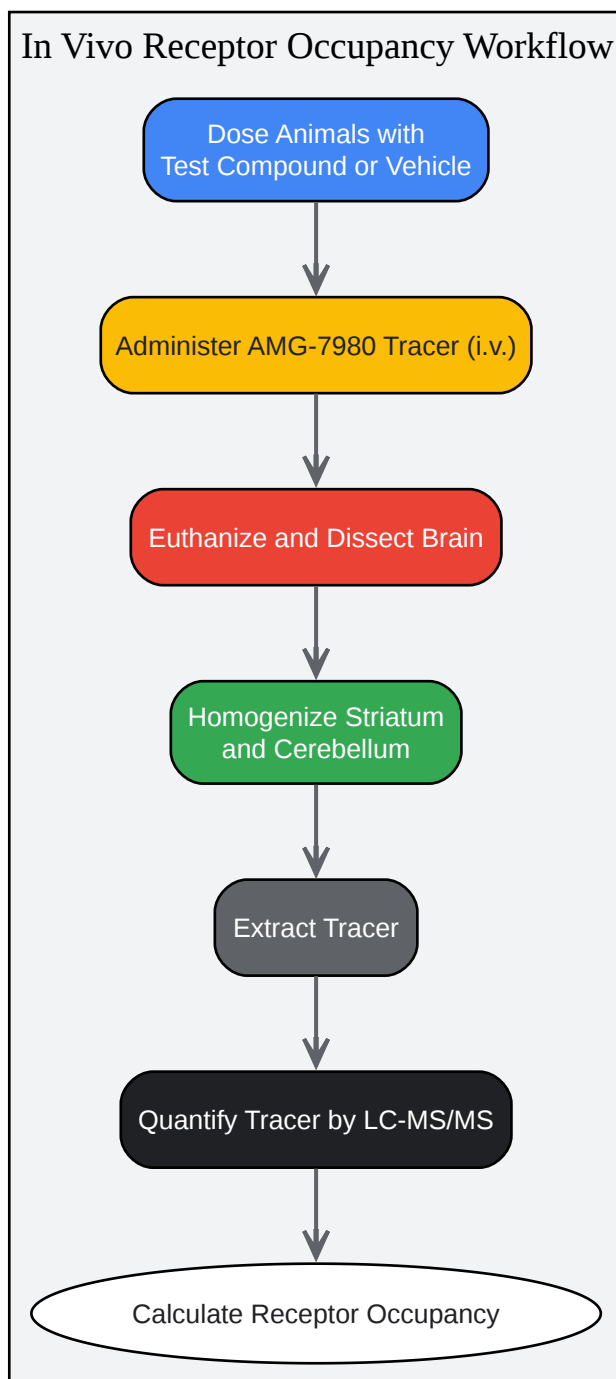 In Vivo Receptor Occupancy Workflow
Dose Animals with
Test Compound or Vehicle
Administer AMG-7980 Tracer (i.v.)
Euthanize and Dissect Brain
Homogenize Striatum
and Cerebellum
Extract Tracer
Quantify Tracer by LC-MS/MS
Calculate Receptor Occupancy